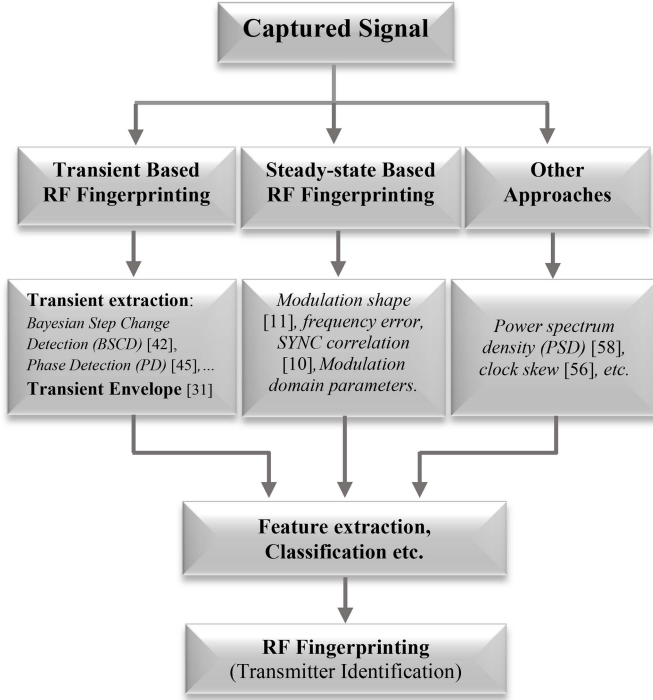 Captured Signal
Transient Based
RF Fingerprinting
Steady-state Based
RF Fingerprinting
Other
Approaches
Transient extraction:
Bayesian Step Change
Detection (BSCD) [42],
Phase Detection (PD) [45],...
Transient Envelope [31]
Modulation shape
[11], frequency error,
SYNC correlation
[10],Modulation
domain parameters.
Power spectrum
density (PSD) [58],
clock skew [56], etc.
Feature extraction,
Classification etc.
RF Fingerprinting
(Transmitter Identification)